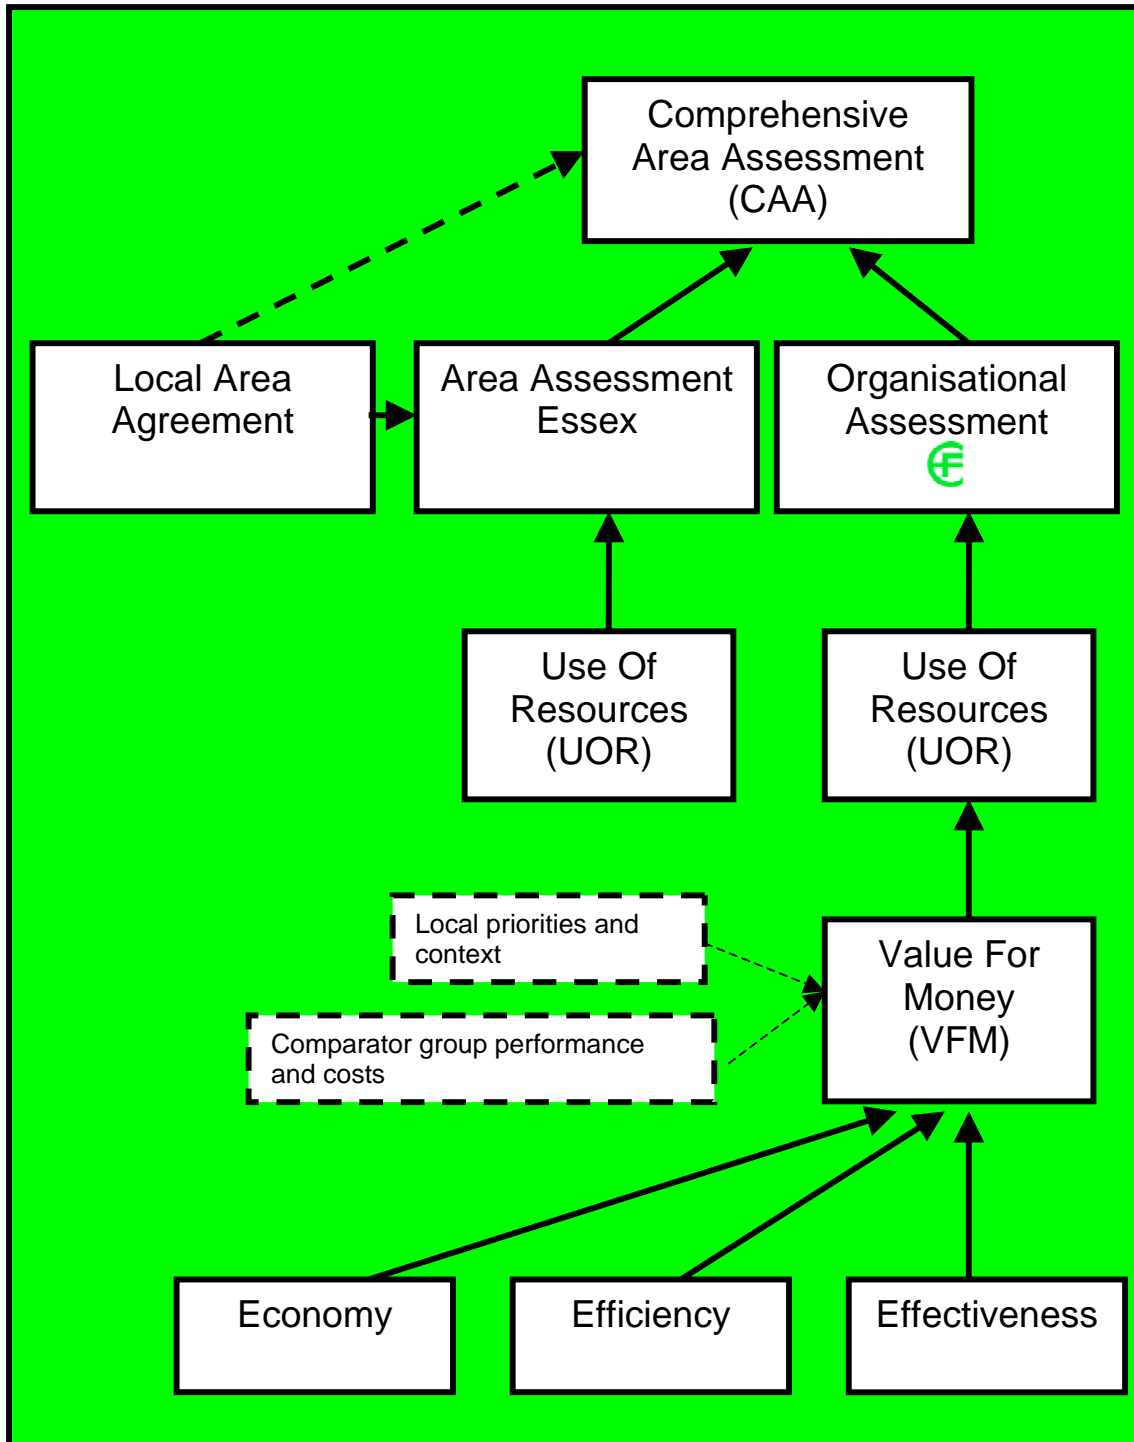 Comprehensive
Area Assessment
(CAA)
Local Area
Agreement
Area Assessment
Essex
Organisational
Assessment
Use Of
Resources
(UOR)
Use Of
Resources
(UOR)
Local priorities and
context
Value For
Money
(VFM)
Comparator group performance
and costs
Economy
Efficiency
Effectiveness